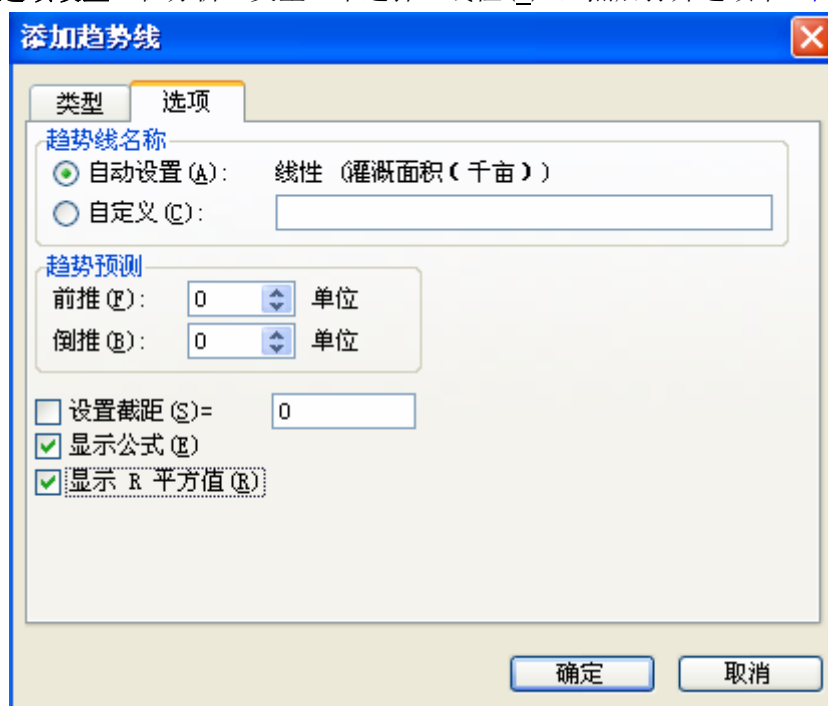 添加趋势线
类型 选项
趋势线名称
自动设置(A): 线性 (灌溉面积(千亩))
自定义(C):
趋势预测
前推(F): 0 单位
倒推(B): 0 单位
设置截距(S)= 0
显示公式(E)
显示 R 平方值(R)
确定 取消